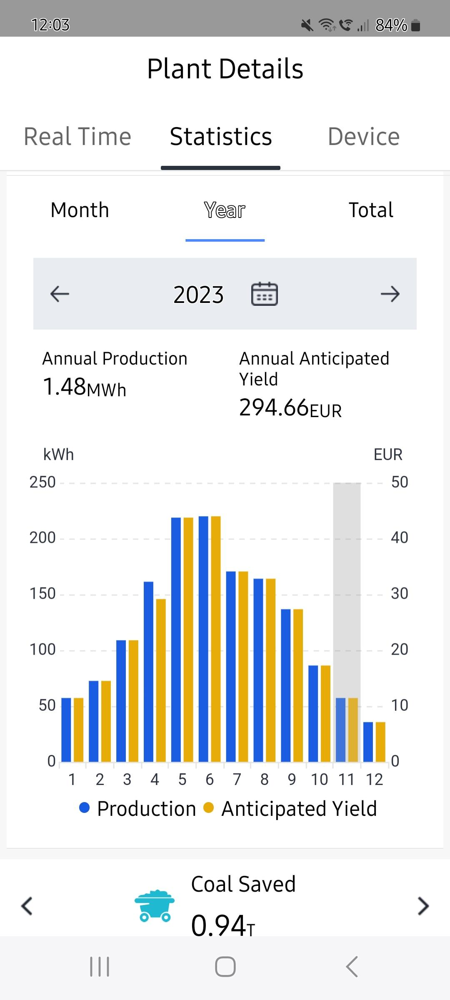 12:03 84%
Plant Details
Real Time Statistics Device
Month Year Total
2023
Annual Production
1.48MWh
Annual Anticipated
Yield
294.66EUR
kWh EUR
250 50
200 40
150 30
100 20
50 10
0 0
1 2 3 4 5 6 7 8 9 10 11 12
Production Anticipated Yield
Coal Saved
0.94T